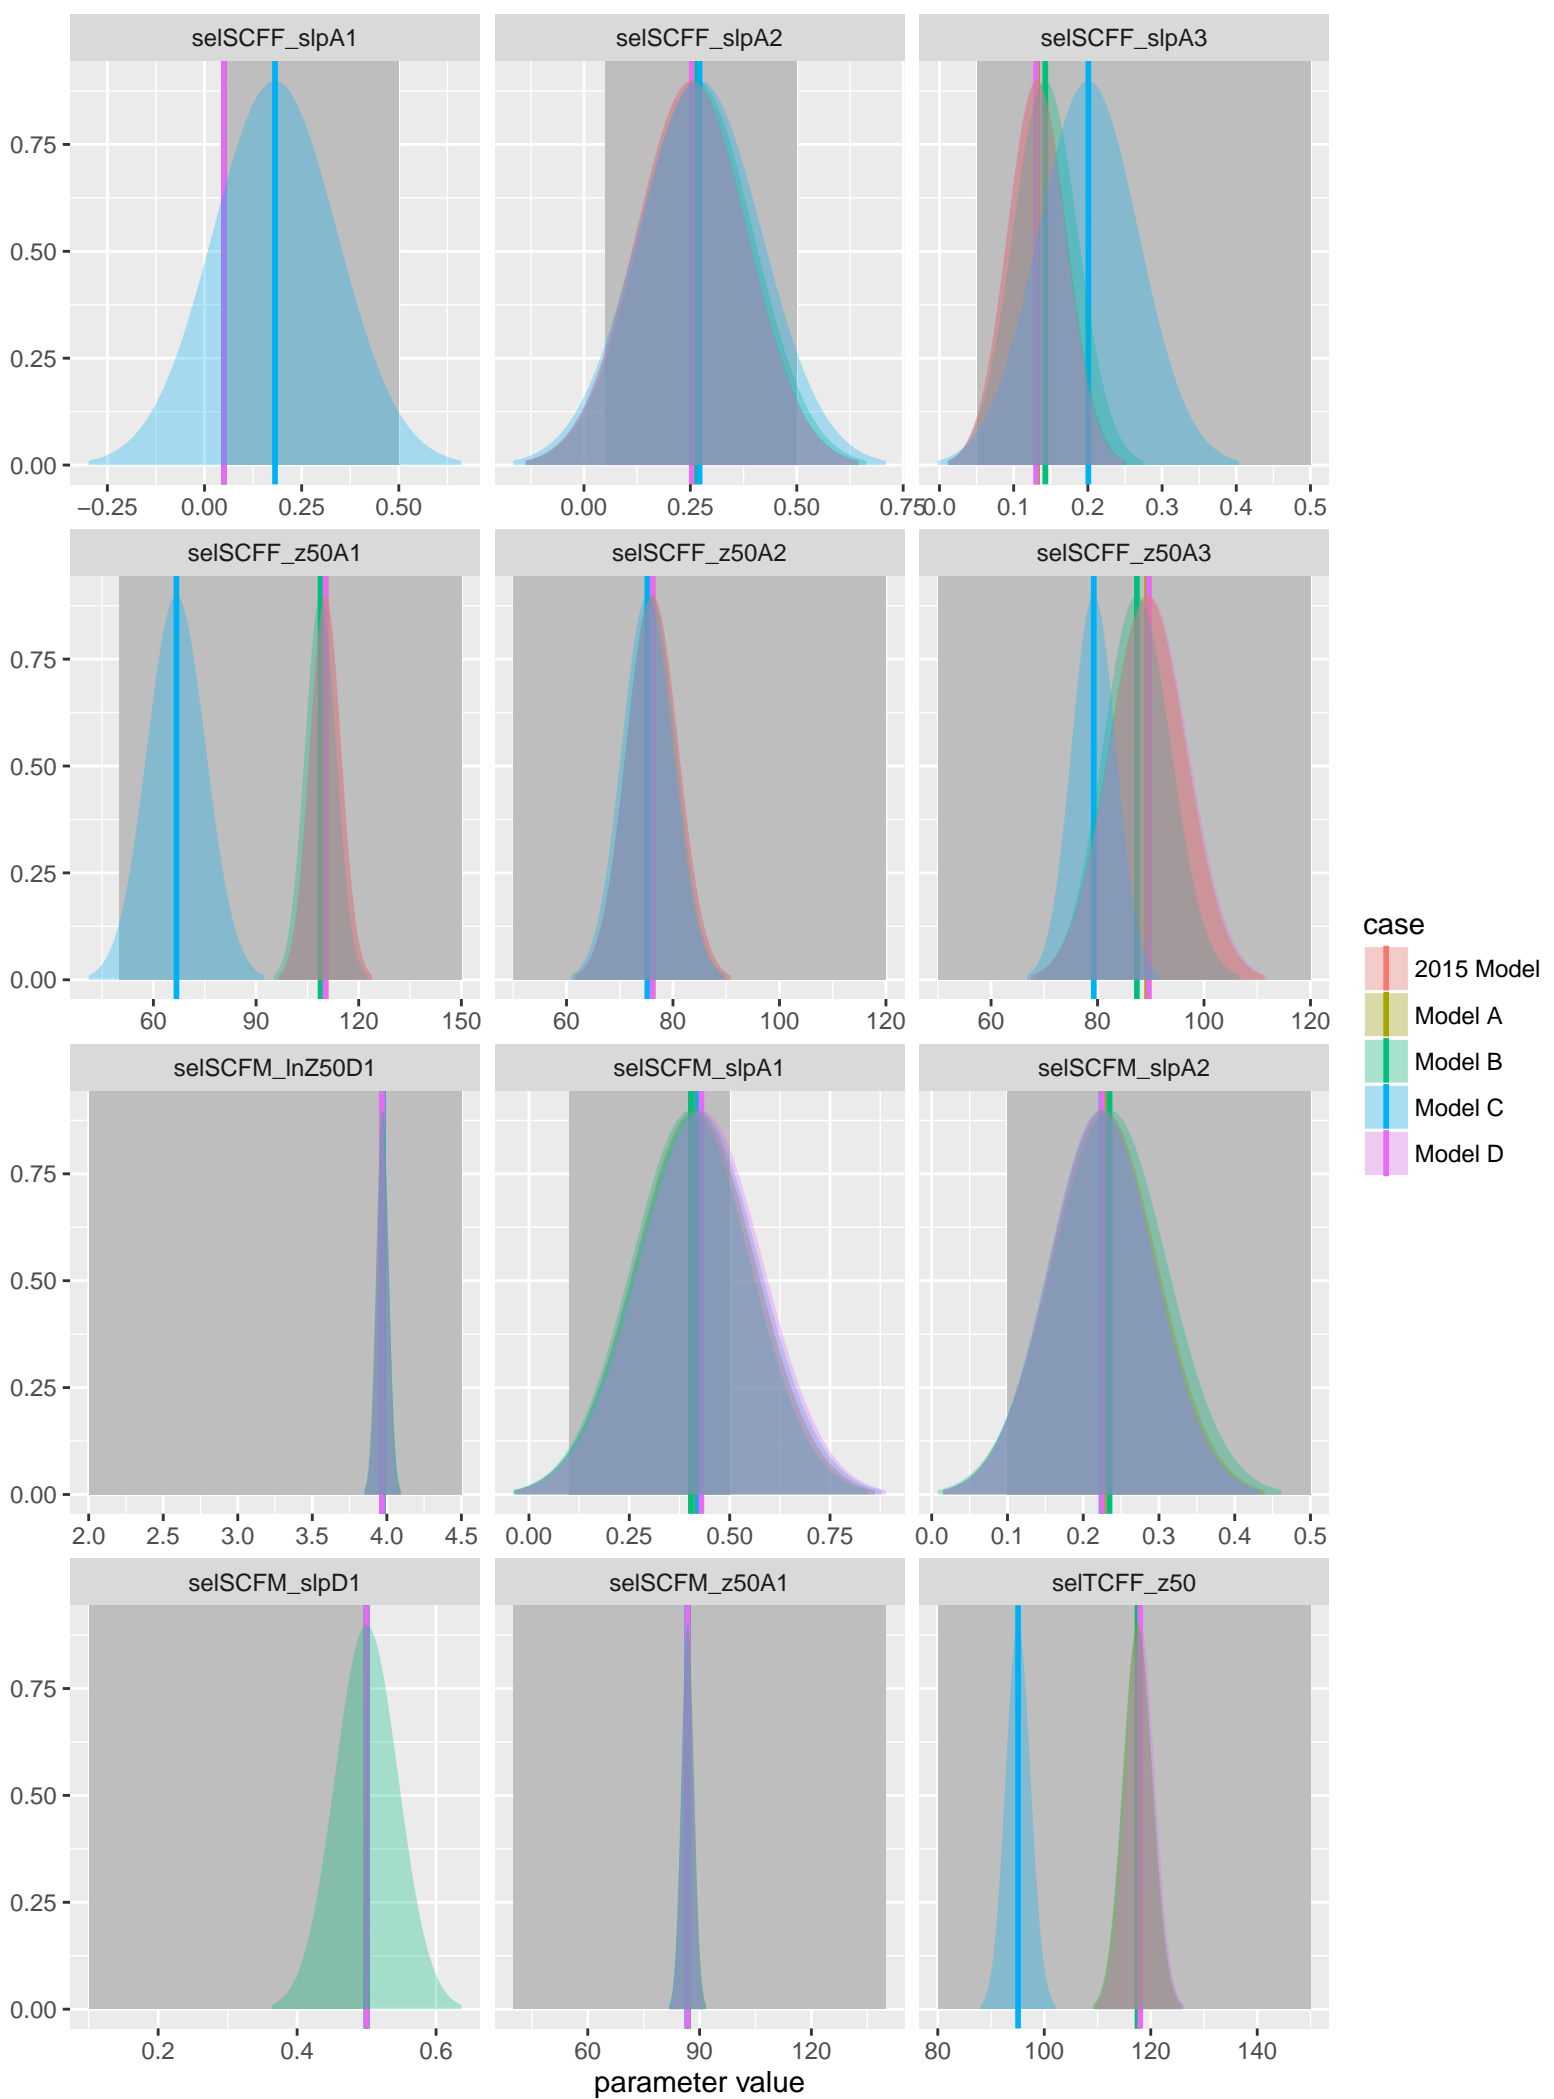 selSCFF_slpA1 selSCFF_slpA2 selSCFF_slpA3
0.75
0.50
0.25
0.00
−0.25 0.00 0.25 0.50 0.00 0.25 0.50 0.75 0.0 0.1 0.2 0.3 0.4 0.5
selSCFF_z50A1 selSCFF_z50A2 selSCFF_z50A3
0.75
0.50
0.25
0.00
60 90 120 150 60 80 100 120 60 80 100 120
case
2015 Model
Model A
Model B
Model C
Model D
selSCFM_lnZ50D1 selSCFM_slpA1 selSCFM_slpA2
0.75
0.50
0.25
0.00
2.0 2.5 3.0 3.5 4.0 4.5 0.00 0.25 0.50 0.75 0.0 0.1 0.2 0.3 0.4 0.5
selSCFM_slpD1 selSCFM_z50A1 selTCFF_z50
0.75
0.50
0.25
0.00
0.2 0.4 0.6 60 90 120 80 100 120 140
parameter value